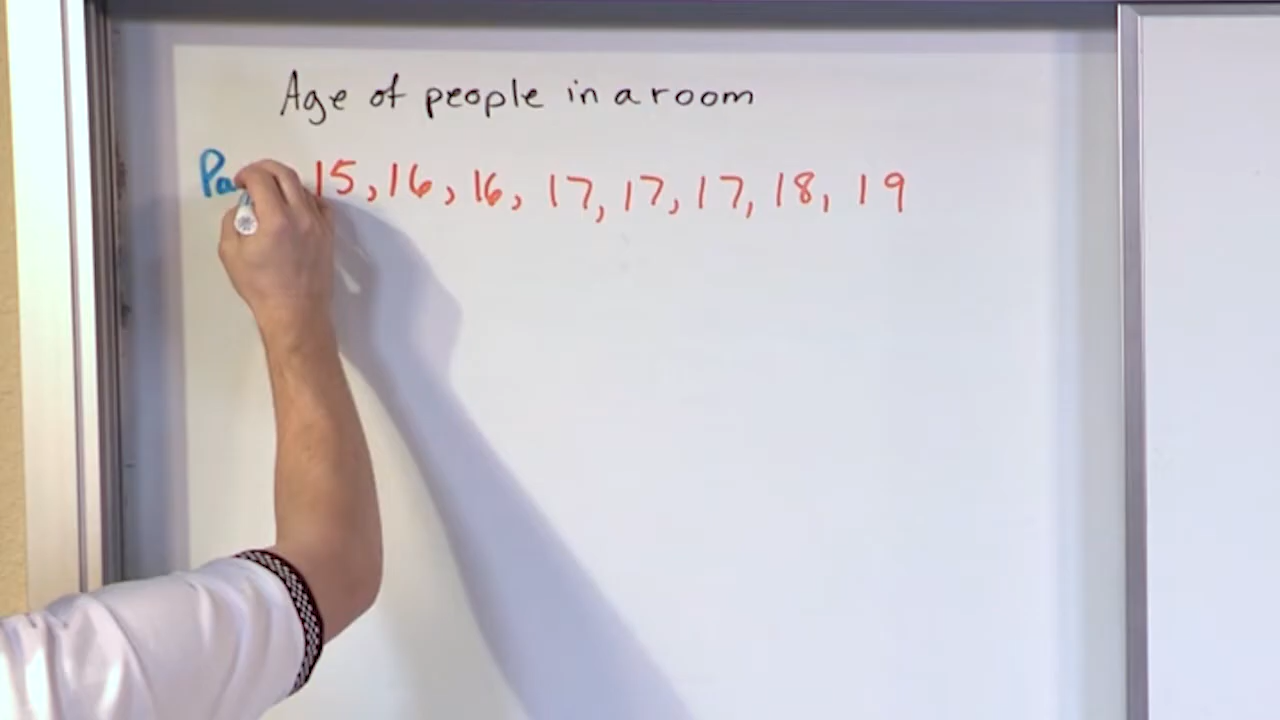 Age of people in a room
Pa 15, 16, 16, 17, 17, 17, 18, 19